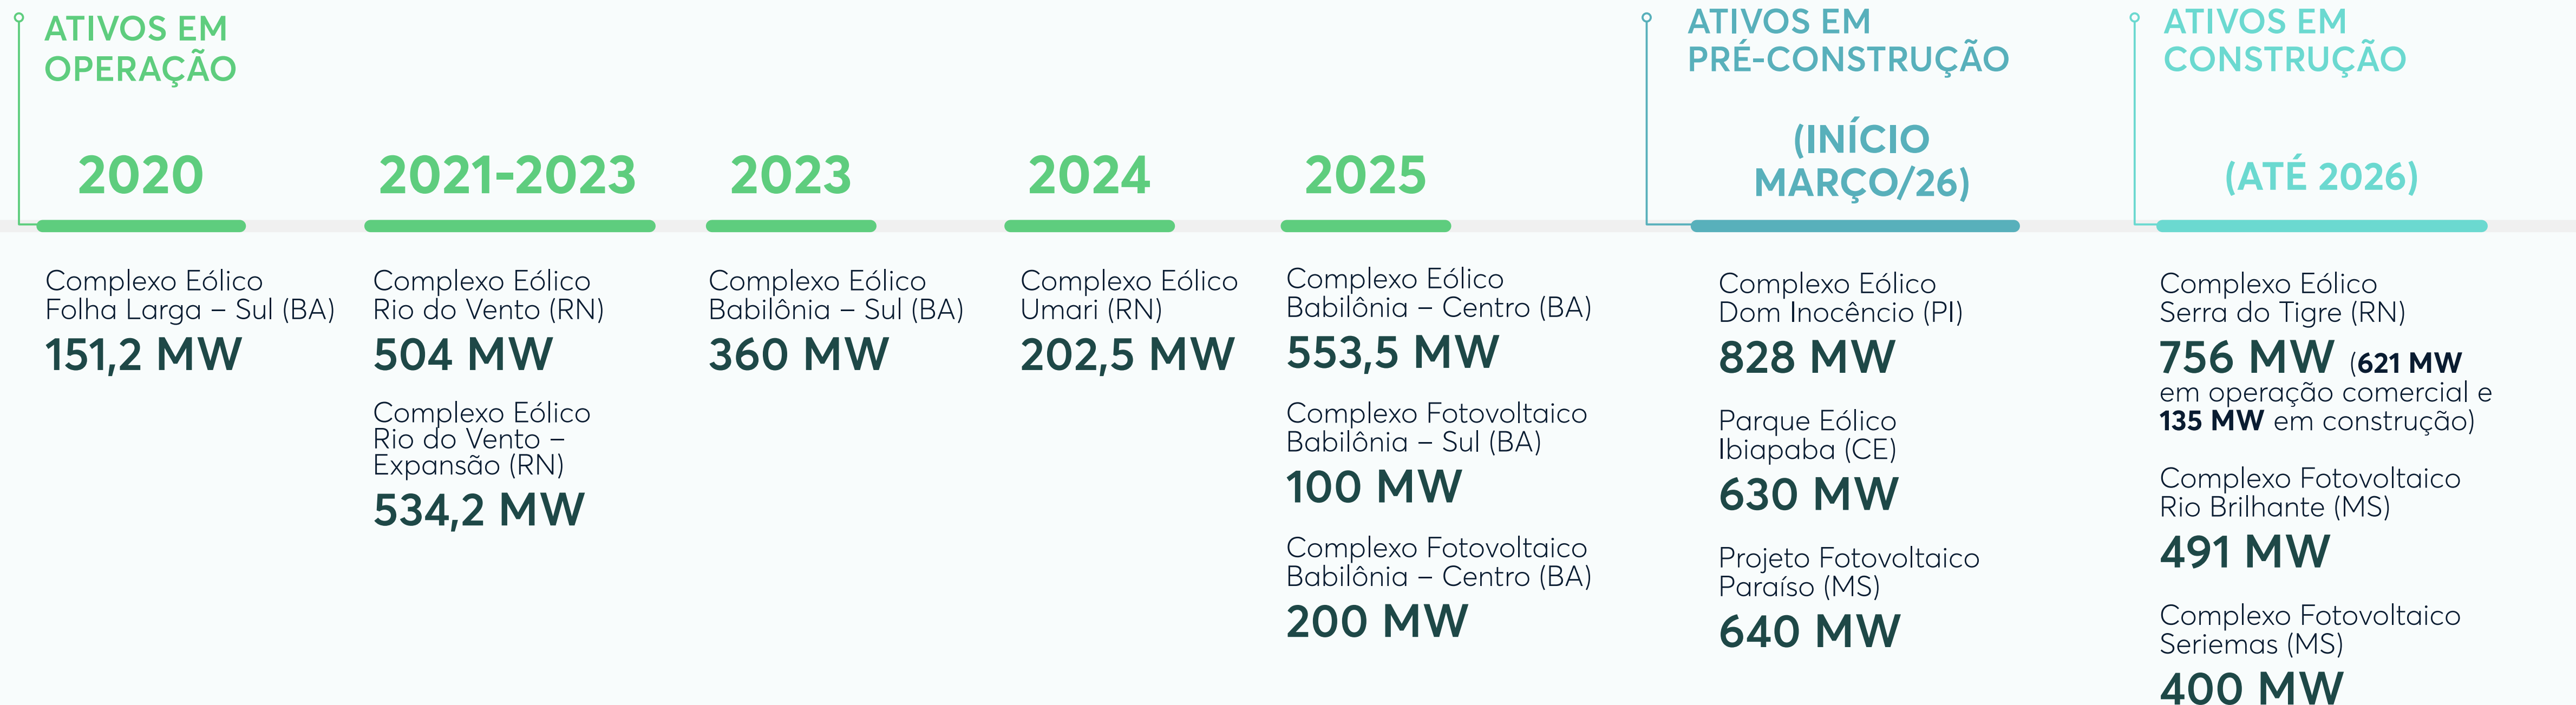 ATIVOS EM
OPERAÇÃO
2020
Complexo Eólico
Folha Larga – Sul (BA)
151,2 MW
2021-2023
Complexo Eólico
Rio do Vento (RN)
504 MW
Complexo Eólico
Rio do Vento –
Expansão (RN)
534,2 MW
2023
Complexo Eólico
Babilônia – Sul (BA)
360 MW
2024
Complexo Eólico
Umari (RN)
202,5 MW
2025
Complexo Eólico
Babilônia – Centro (BA)
553,5 MW
Complexo Fotovoltaico
Babilônia – Sul (BA)
100 MW
Complexo Fotovoltaico
Babilônia – Centro (BA)
200 MW
ATIVOS EM
PRÉ-CONSTRUÇÃO
(INÍCIO
MARÇO/26)
Complexo Eólico
Dom Inocêncio (PI)
828 MW
Parque Eólico
Ibiapaba (CE)
630 MW
Projeto Fotovoltaico
Paraíso (MS)
640 MW
ATIVOS EM
CONSTRUÇÃO
(ATÉ 2026)
Complexo Eólico
Serra do Tigre (RN)
756 MW (621 MW
em operação comercial e
135 MW em construção)
Complexo Fotovoltaico
Rio Brilhante (MS)
491 MW
Complexo Fotovoltaico
Seriemas (MS)
400 MW